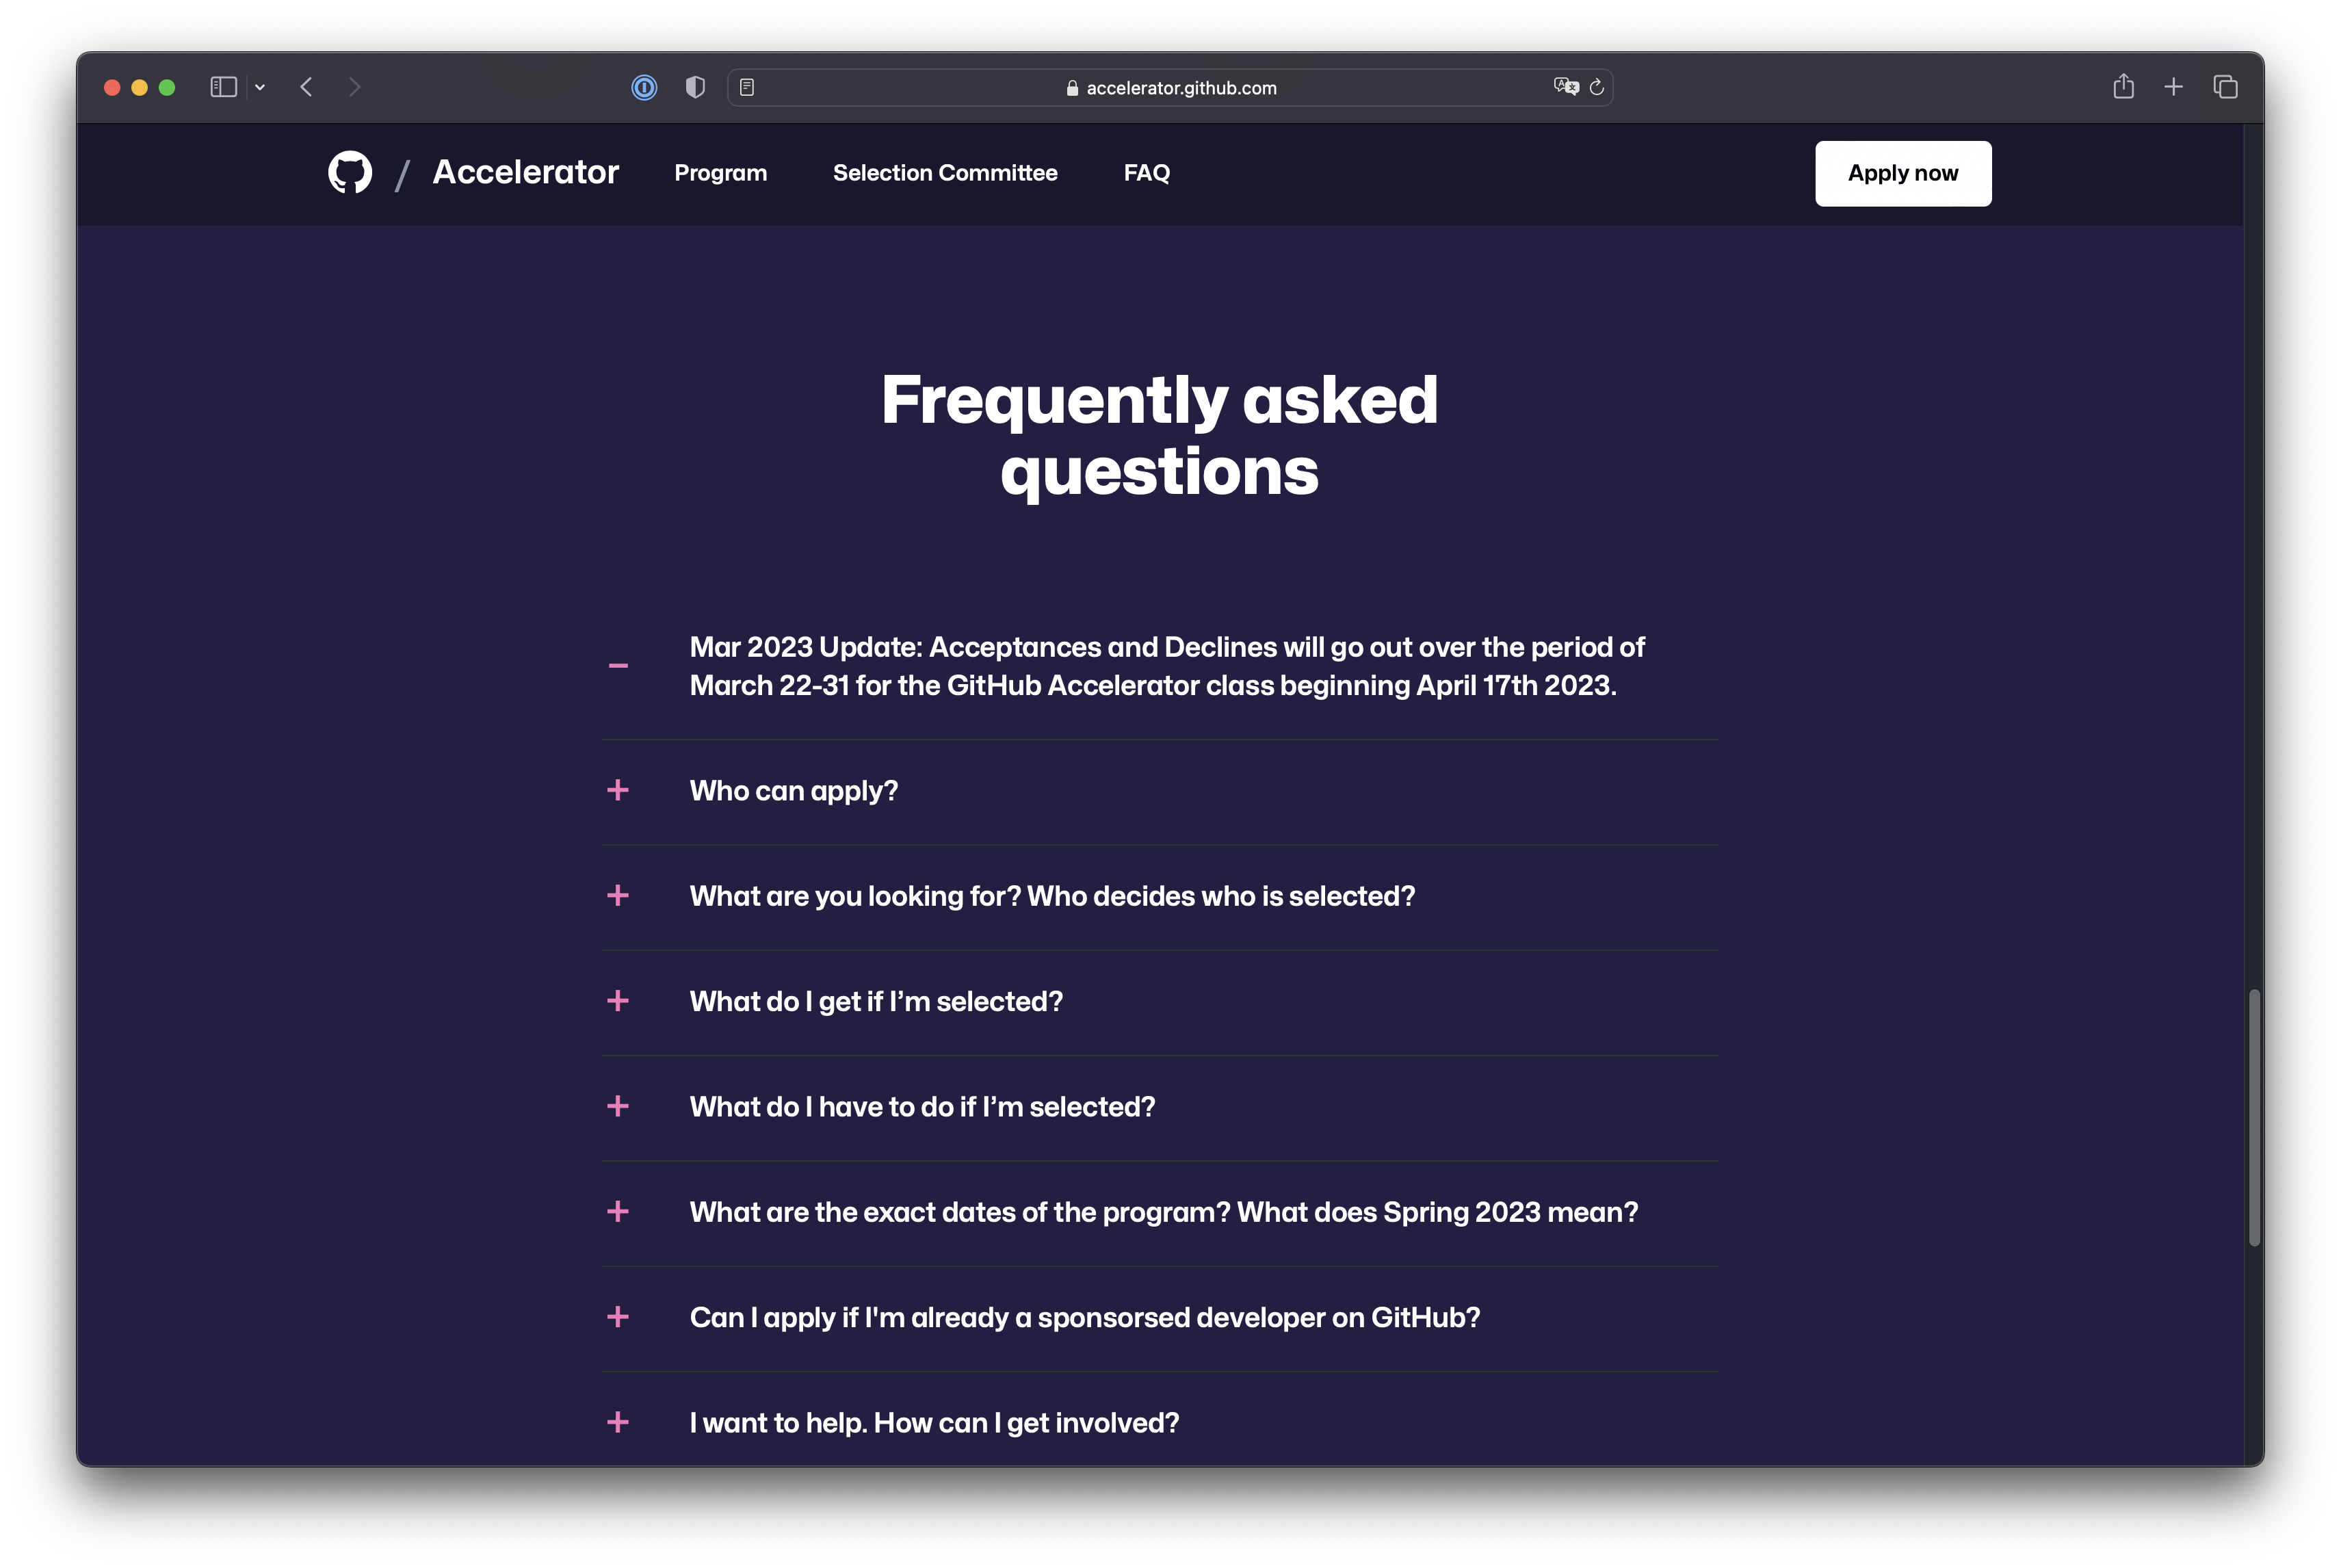 accelerator.github.com
/ Accelerator Program Selection Committee FAQ Apply now
Frequently asked
questions
Mar 2023 Update: Acceptances and Declines will go out over the period of
March 22-31 for the GitHub Accelerator class beginning April 17th 2023.
Who can apply?
What are you looking for? Who decides who is selected?
What do I get if I’m selected?
What do I have to do if I’m selected?
What are the exact dates of the program? What does Spring 2023 mean?
Can I apply if I'm already a sponsorsed developer on GitHub?
I want to help. How can I get involved?